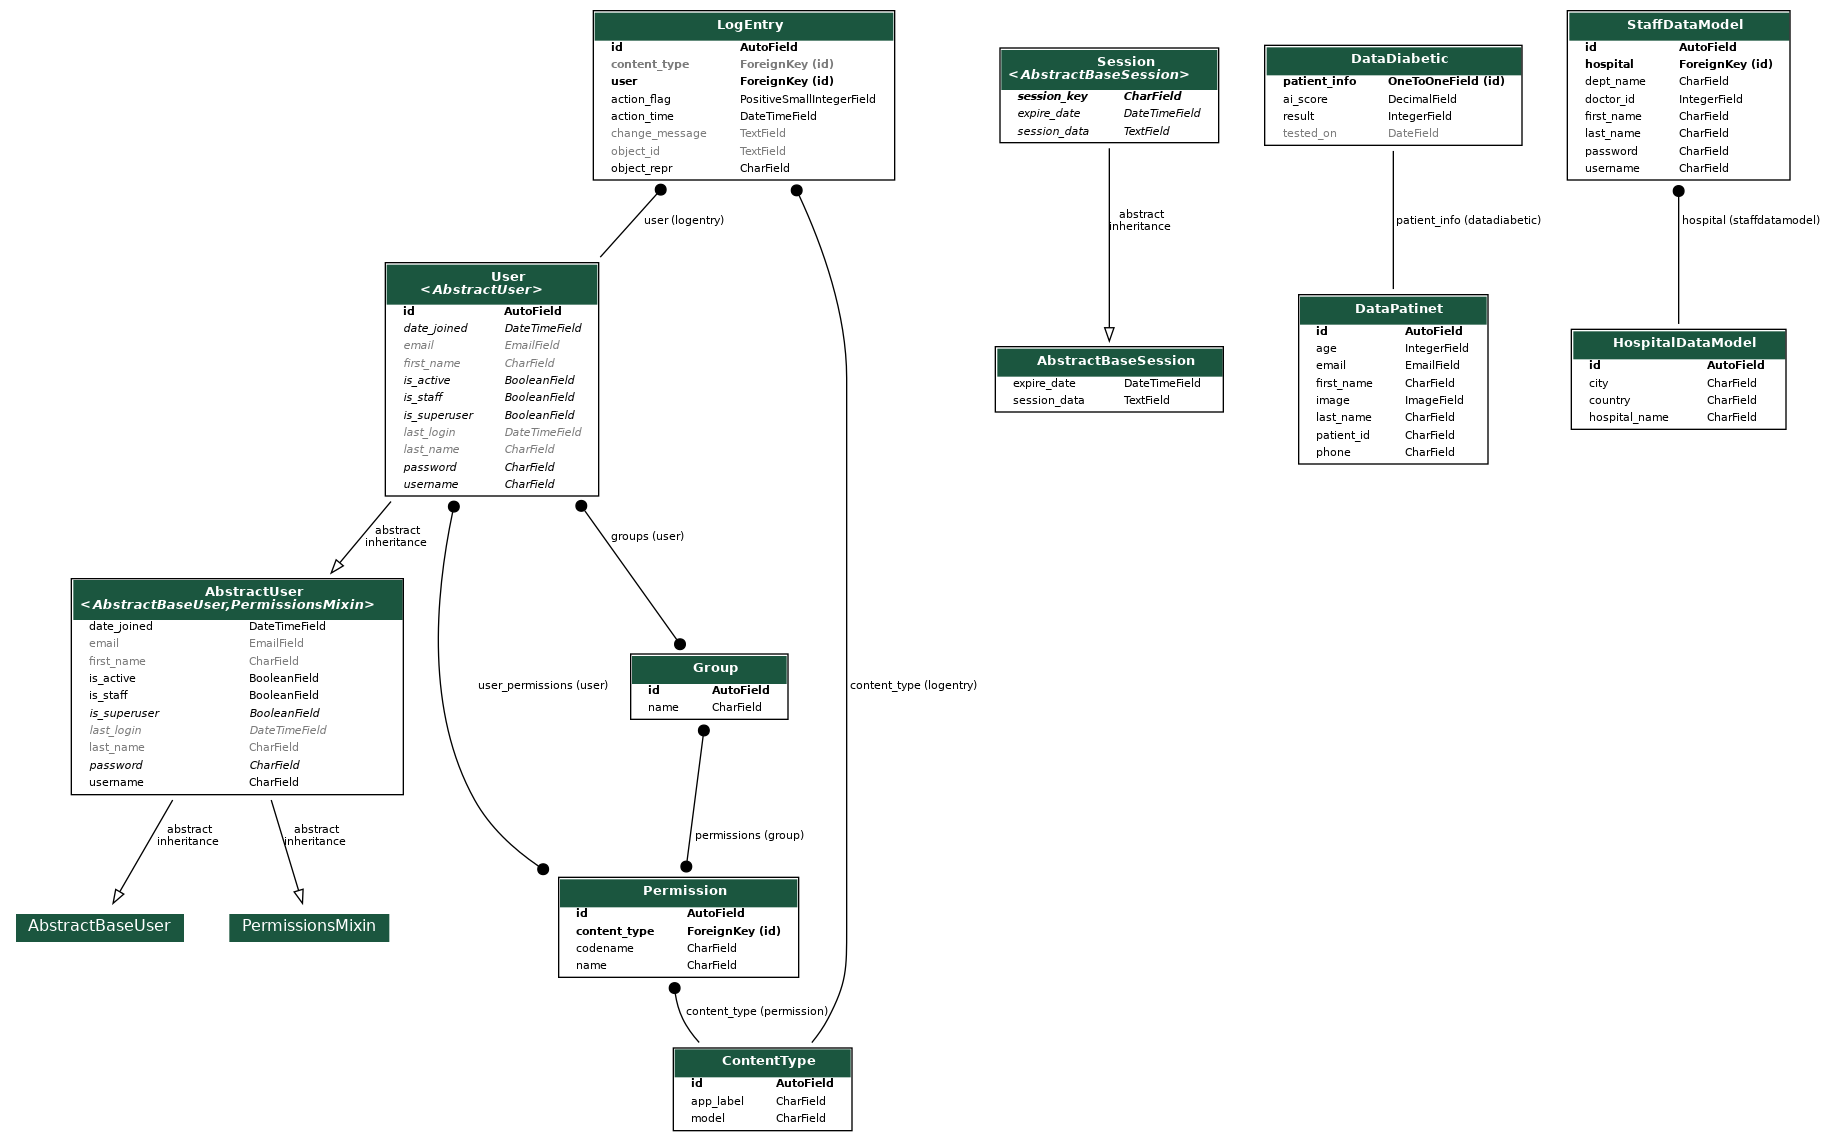 LogEntry
id AutoField
content_type ForeignKey (id)
user ForeignKey (id)
action_flag PositiveSmallIntegerField
action_time DateTimeField
change_message TextField
object_id TextField
object_repr CharField
Session
<AbstractBaseSession>
session_key CharField
expire_date DateTimeField
session_data TextField
DataDiabetic
patient_info OneToOneField (id)
ai_score DecimalField
result IntegerField
tested_on DateField
StaffDataModel
id AutoField
hospital ForeignKey (id)
dept_name CharField
doctor_id IntegerField
first_name CharField
last_name CharField
password CharField
username CharField
user (logentry)
abstract
inheritance
patient_info (datadiabetic)
hospital (staffdatamodel)
User
<AbstractUser>
id AutoField
date_joined DateTimeField
email EmailField
first_name CharField
is_active BooleanField
is_staff BooleanField
is_superuser BooleanField
last_login DateTimeField
last_name CharField
password CharField
username CharField
AbstractBaseSession
expire_date DateTimeField
session_data TextField
DataPatinet
id AutoField
age IntegerField
email EmailField
first_name CharField
image ImageField
last_name CharField
patient_id CharField
phone CharField
HospitalDataModel
id AutoField
city CharField
country CharField
hospital_name CharField
abstract
inheritance
groups (user)
AbstractUser
<AbstractBaseUser,PermissionsMixin>
date_joined DateTimeField
email EmailField
first_name CharField
is_active BooleanField
is_staff BooleanField
is_superuser BooleanField
last_login DateTimeField
last_name CharField
password CharField
username CharField
user_permissions (user)
Group
id AutoField
name CharField
content_type (logentry)
abstract
inheritance
abstract
inheritance
permissions (group)
AbstractBaseUser
PermissionsMixin
Permission
id AutoField
content_type ForeignKey (id)
codename CharField
name CharField
content_type (permission)
ContentType
id AutoField
app_label CharField
model CharField